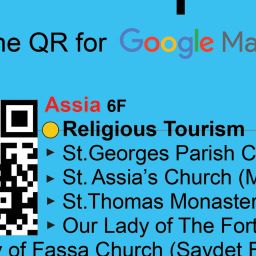 he QR for Google Ma
Assia 6F
Religious Tourism
▸ St.Georges Parish C
▸ St. Assia's Church (M
▸ St.Thomas Monaster
▸ Our Lady of The Fort
y of Fassa Church (Saydet F